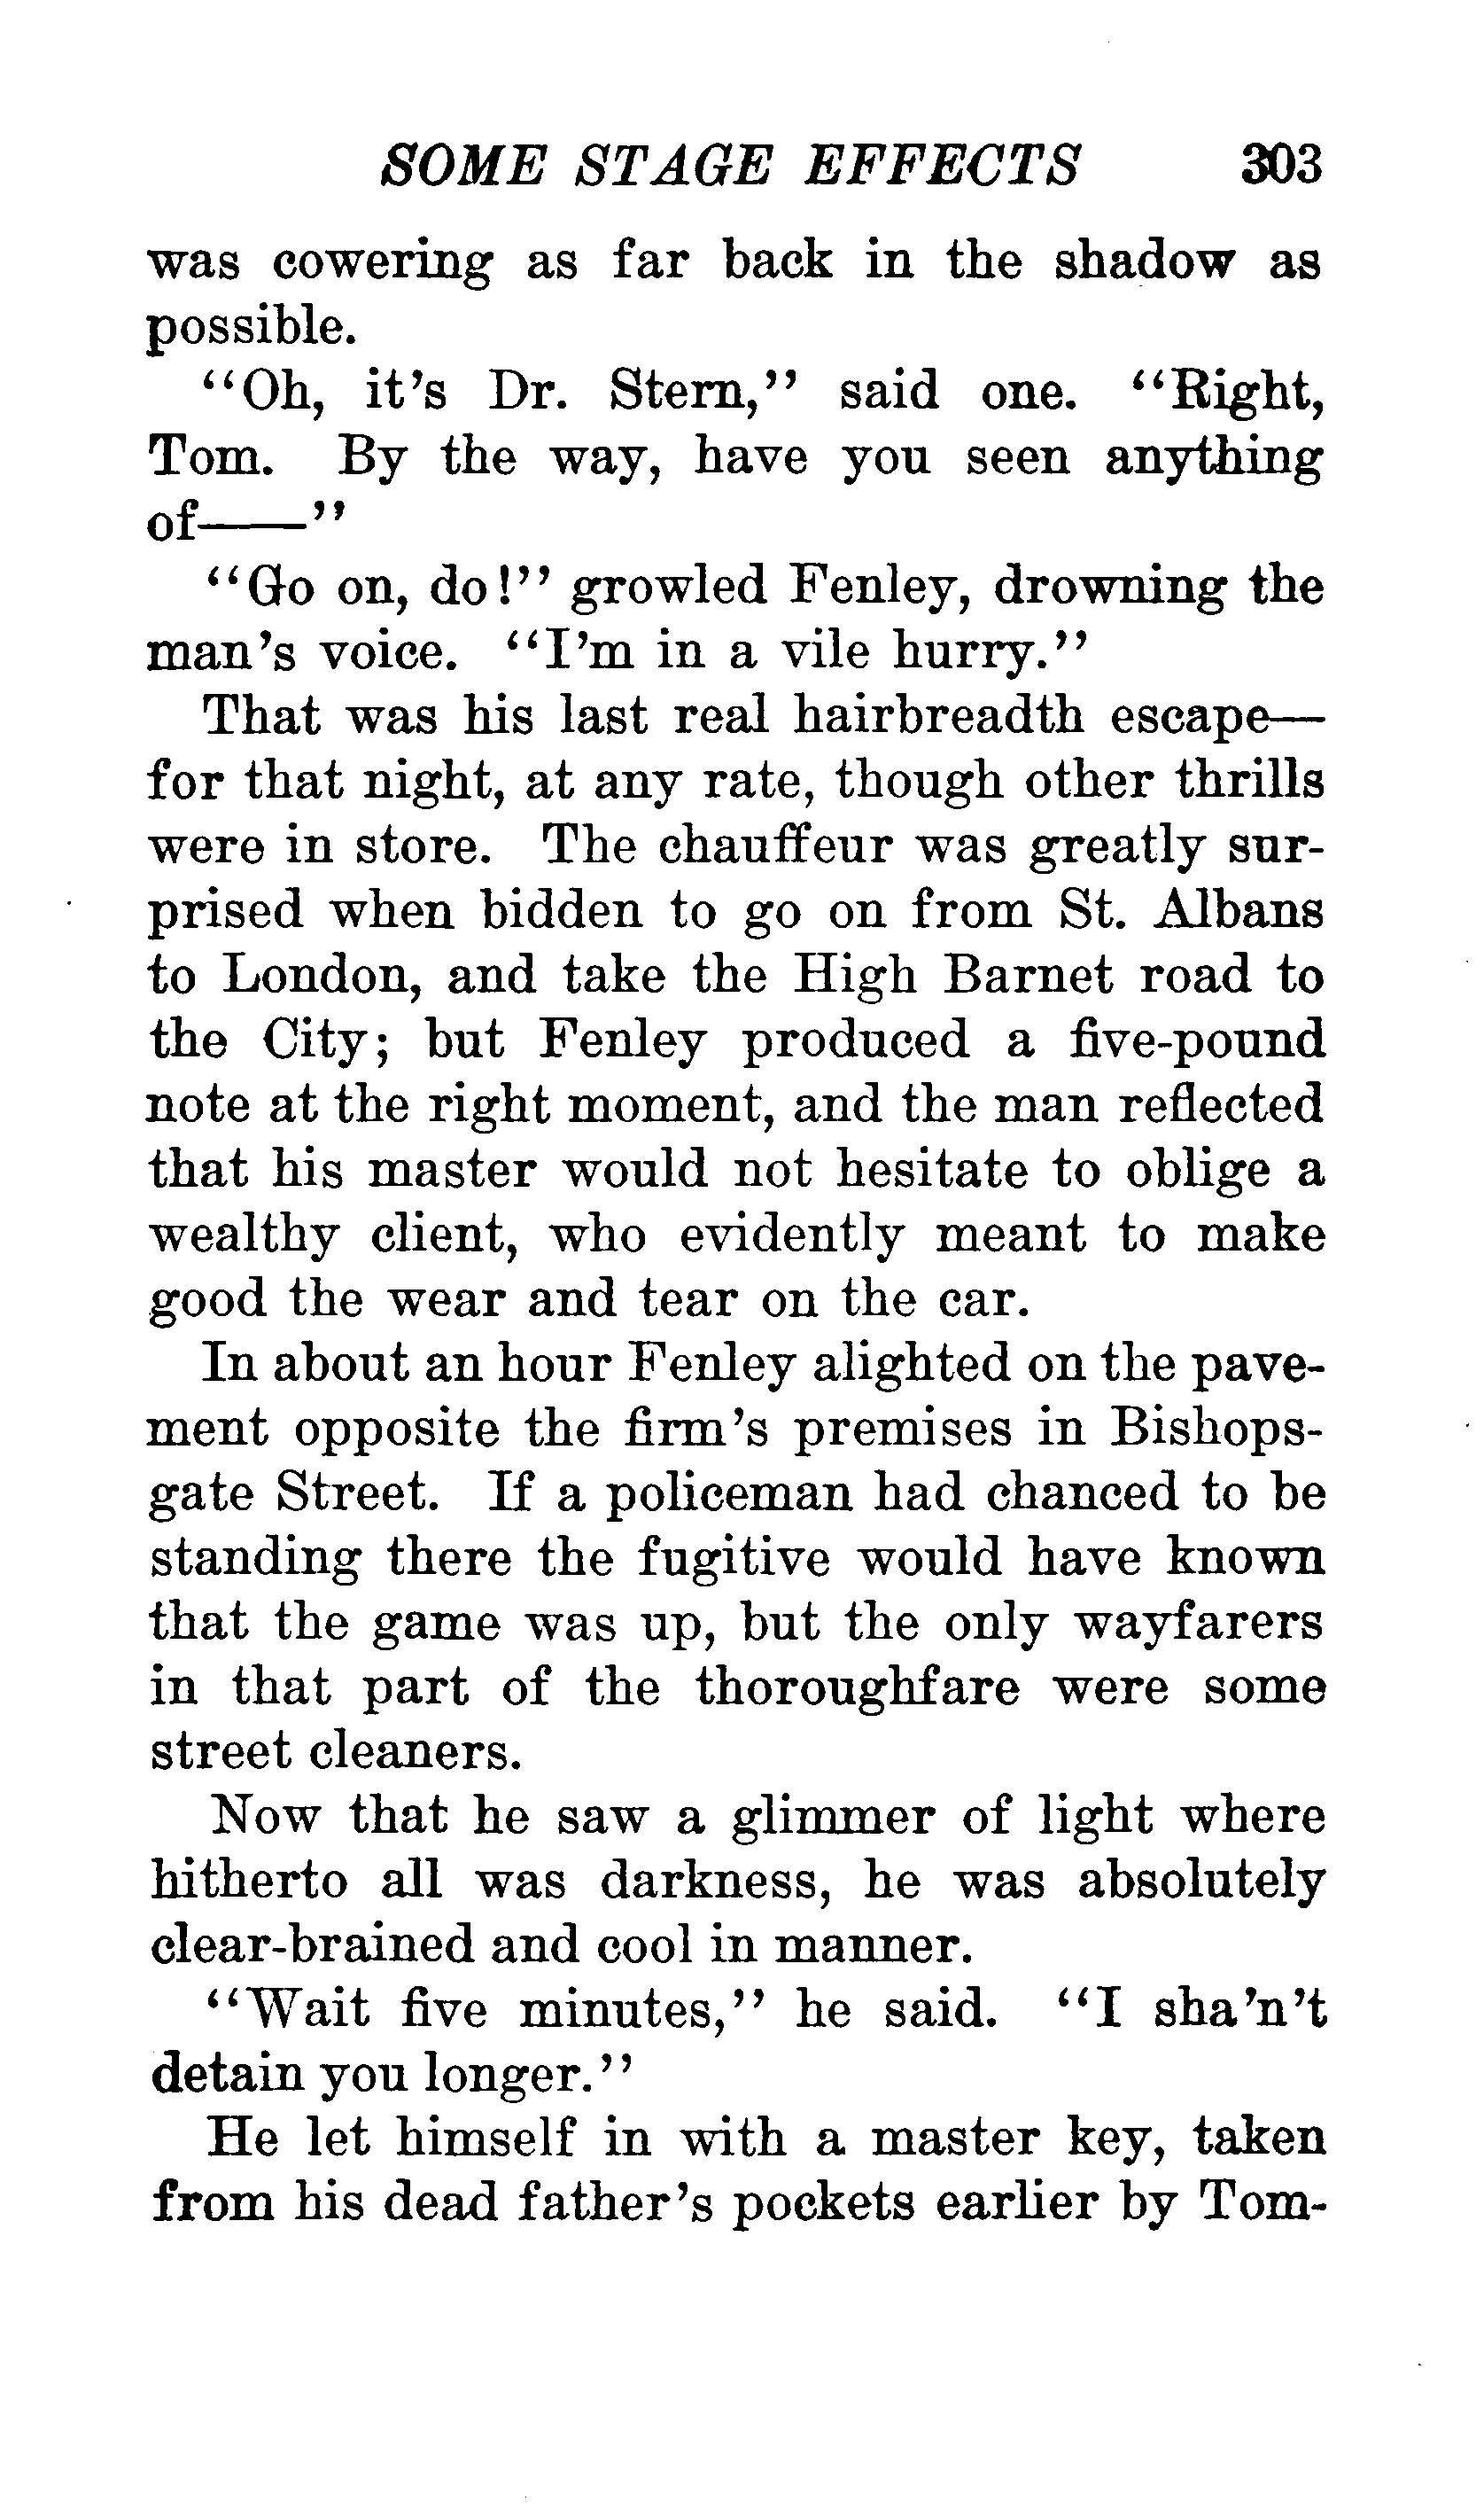 SOME STAGE EFFECTS 303
was cowering as far back in the shadow as
possible.
"Oh, it's Dr. Stern," said one. "Right,
Tom. By the way, have you seen anything
of——"
"Go on, do!" growled Fenley, drowning the
man's voice. "I'm in a vile hurry."
That was his last real hairbreadth escape—
for that night, at any rate, though other thrills
were in store. The chauffeur was greatly sur-
prised when bidden to go on from St. Albans
to London, and take the High Barnet road to
the City; but Fenley produced a five-pound
note at the right moment, and the man reflected
that his master would not hesitate to oblige a
wealthy client, who evidently meant to make
good the wear and tear on the car.
In about an hour Fenley alighted on the pave-
ment opposite the firm's premises in Bishops-
gate Street. If a policeman had chanced to be
standing there the fugitive would have known
that the game was up, but the only wayfarers
in that part of the thoroughfare were some
street cleaners.
Now that he saw a glimmer of light where
hitherto all was darkness, he was absolutely
clear-brained and cool in manner.
"Wait five minutes," he said. "I sha'n't
detain you longer."
He let himself in with a master key, taken
from his dead father's pockets earlier by Tom-